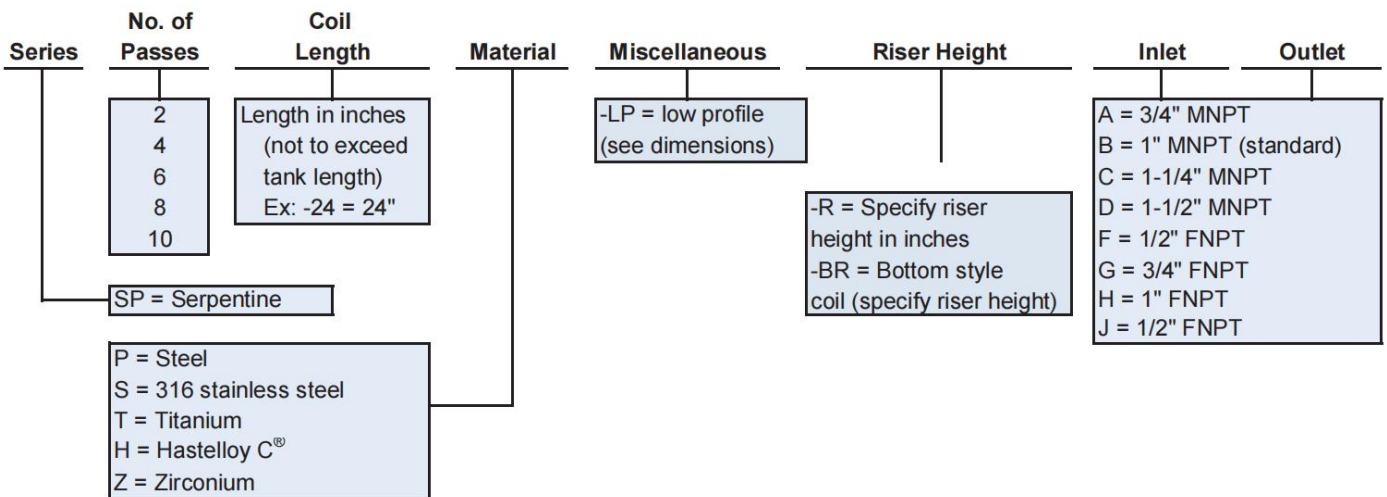 No. of Coil
Series Passes Length Material Miscellaneous Riser Height Inlet Outlet
2
4
6
8
10
Length in inches
(not to exceed
tank length)
Ex: -24 = 24"
-LP = low profile
(see dimensions)
-R = Specify riser
height in inches
-BR = Bottom style
coil (specify riser height)
A = 3/4" MNPT
B = 1" MNPT (standard)
C = 1-1/4" MNPT
D = 1-1/2" MNPT
F = 1/2" FNPT
G = 3/4" FNPT
H = 1" FNPT
J = 1/2" FNPT
SP = Serpentine
P = Steel
S = 316 stainless steel
T = Titanium
H = Hastelloy C®
Z = Zirconium